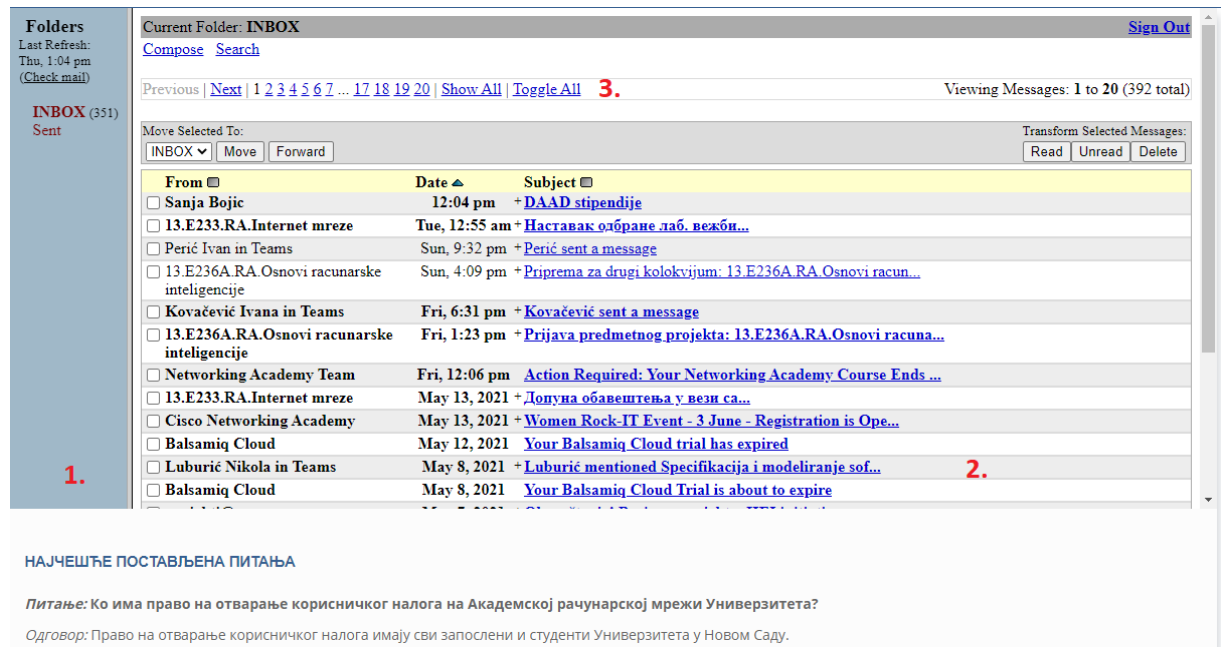 Folders
Last Refresh:
Thu, 1:04 pm
(Check mail)
INBOX (351)
Sent
1.
Current Folder: INBOX Sign Out
Compose Search
Previous | Next | 1 2 3 4 5 6 7 ... 17 18 19 20 | Show All | Toggle All 3. Viewing Messages: 1 to 20 (392 total)
Move Selected To: Transform Selected Messages:
INBOX Move Forward Read Unread Delete
From Date Subject
Sanja Bojic 12:04 pm + DAAD stipendije
13.E233.RA.Internet mreze Tue, 12:55 am + Наставак одбране лаб. вежби...
Perić Ivan in Teams Sun, 9:32 pm + Perić sent a message
13.E236A.RA.Osnovi racunarske Sun, 4:09 pm + Priprema za drugi kolokvijum: 13.E236A.RA.Osnovi racun...
inteligencije
Kovačević Ivana in Teams Fri, 6:31 pm + Kovačević sent a message
13.E236A.RA.Osnovi racunarske Fri, 1:23 pm + Prijava predmetnog projekta: 13.E236A.RA.Osnovi racuna...
inteligencije
Networking Academy Team Fri, 12:06 pm Action Required: Your Networking Academy Course Ends ...
13.E233.RA.Internet mreze May 13, 2021 + Допуна обавештења у вези са...
Cisco Networking Academy May 13, 2021 + Women Rock-IT Event - 3 June - Registration is Ope...
Balsamiq Cloud May 12, 2021 Your Balsamiq Cloud trial has expired
Luburić Nikola in Teams May 8, 2021 + Luburić mentioned Specifikacija i modeliranje sof... 2.
Balsamiq Cloud May 8, 2021 Your Balsamiq Cloud Trial is about to expire
НАЈЧЕШЋЕ ПОСТАВЉЕНА ПИТАЊА
Питање: Ко има право на отварање корисничког налога на Академској рачунарској мрежи Универзитета?
Одговор: Право на отварање корисничког налога имају сви запослени и студенти Универзитета у Новом Саду.